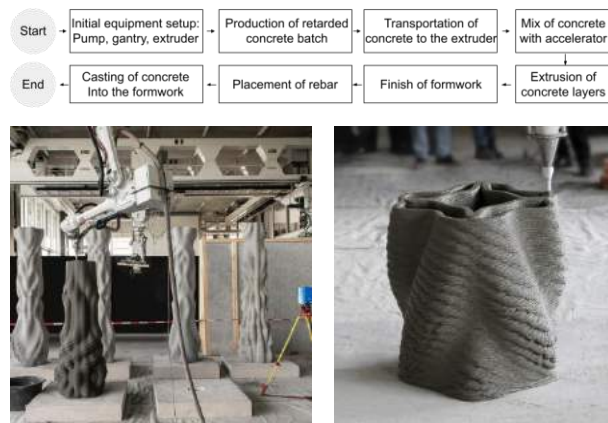 Start
Initial equipment setup:
Pump, gantry, extruder
Production of retarded
concrete batch
Transportation of
concrete to the extruder
Mix of concrete
with accelerator
Extrusion of
concrete layers
Finish of formwork
Placement of rebar
Casting of concrete
Into the formwork
End